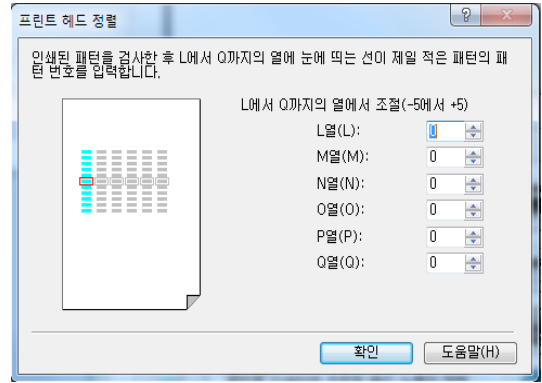 프린트 헤드 정렬
인쇄된 패턴을 검사한 후 L에서 Q까지의 열에 눈에 띄는 선이 제일 적은 패턴의 패
턴 번호를 입력합니다.
L에서 Q까지의 열에서 조절(-5에서 +5)
L열(L): 0
M열(M): 0
N열(N): 0
O열(O): 0
P열(P): 0
Q열(Q): 0
확인 도움말(H)